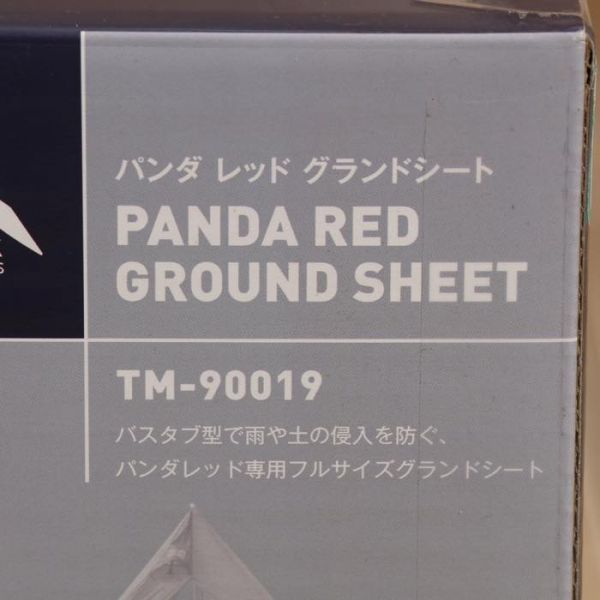 パンダ レッド グランドシート
PANDA RED
GROUND SHEET
TM-90019
バスタブ型で雨や土の侵入を防ぐ、
パンダレッド専用フルサイズグランドシート